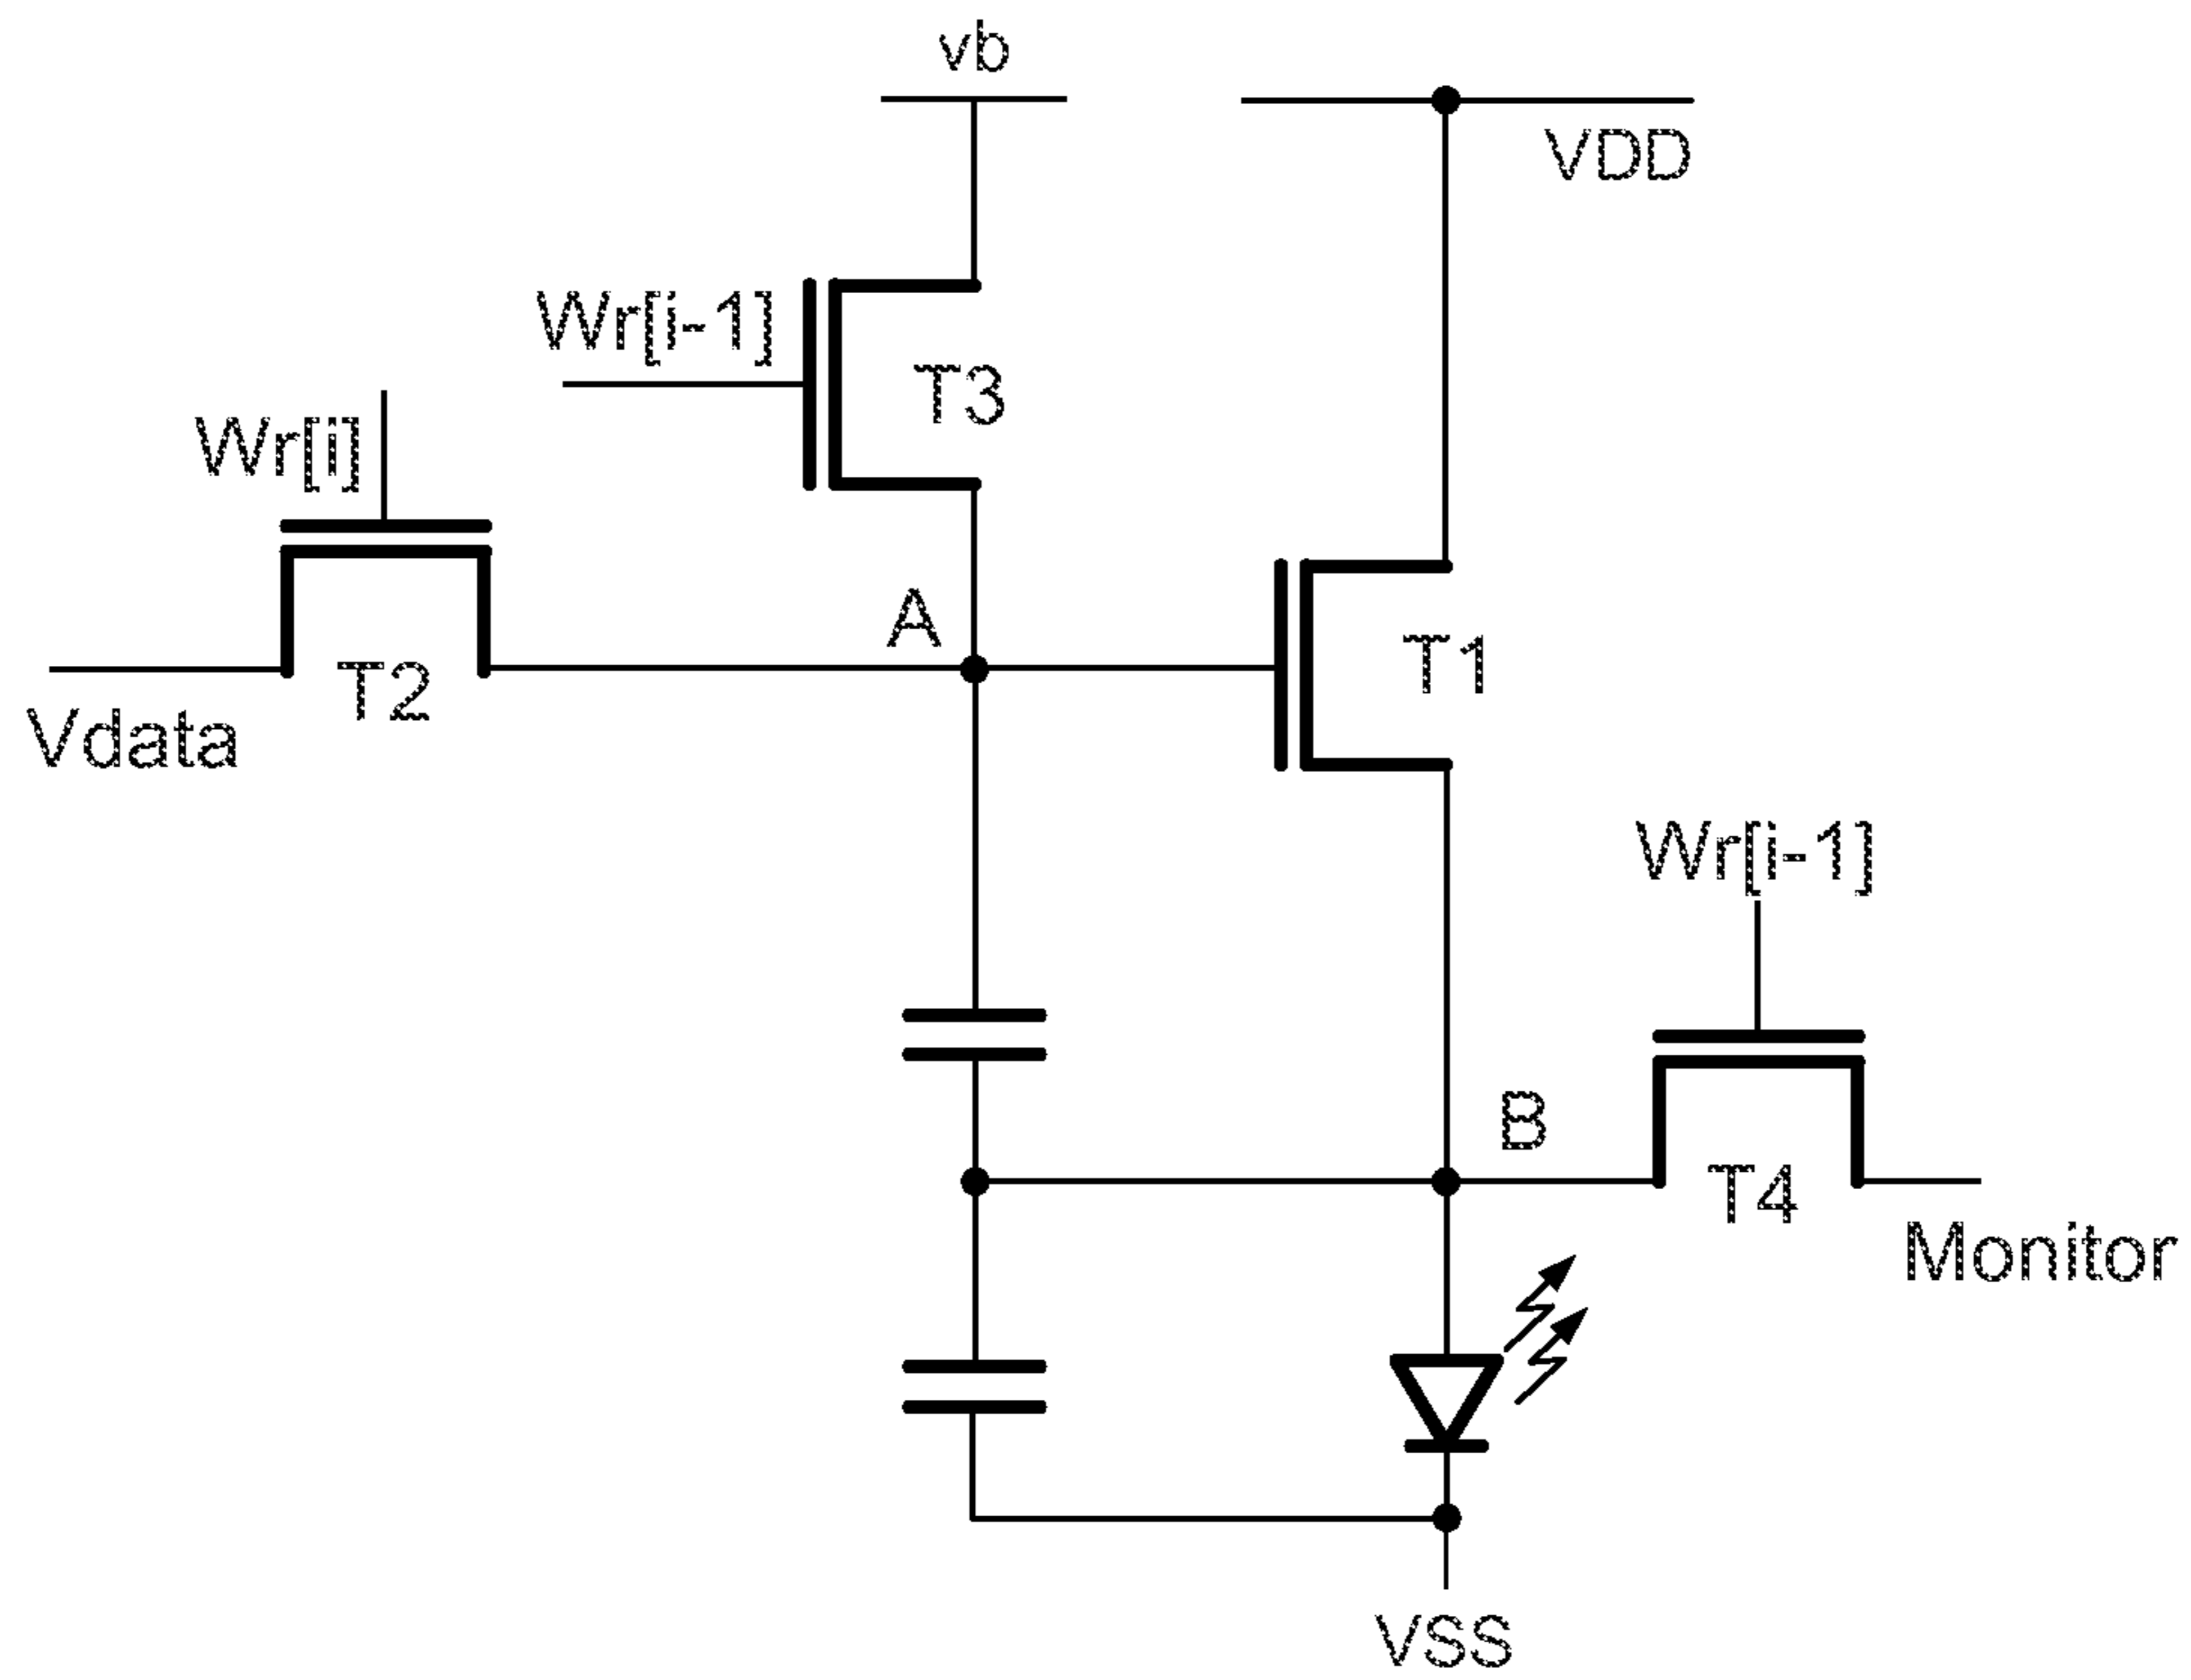 vb
VDD
Wr[i-1]
T3
Wr[i]
A
T1
T2
Vdata
Wr[i-1]
B
T4
Monitor
VSS